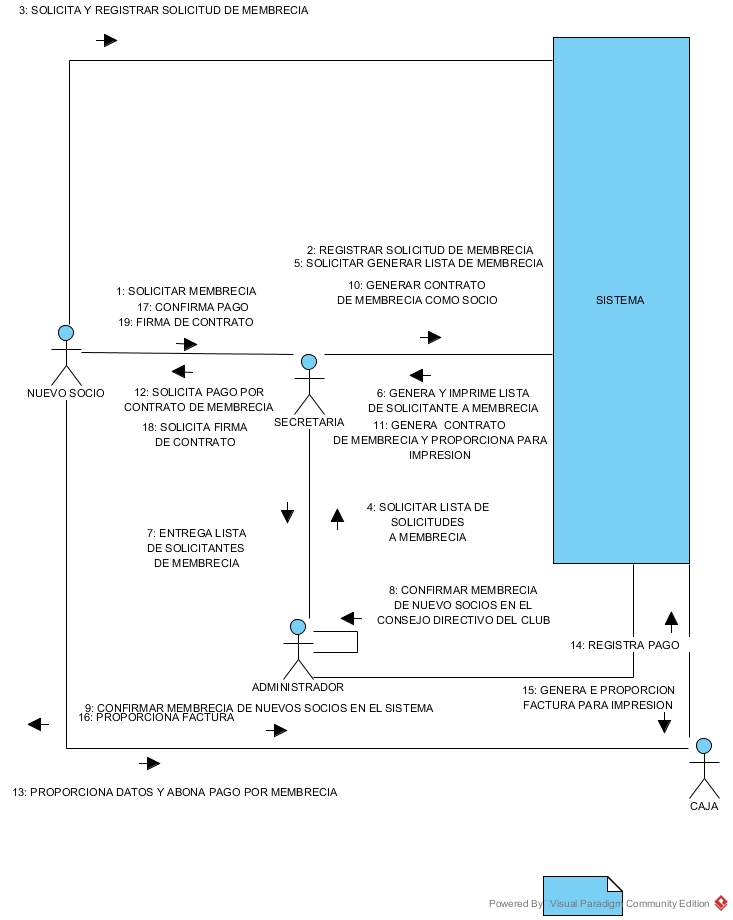 3: SOLICITA Y REGISTRAR SOLICITUD DE MEMBRECIA
2: REGISTRAR SOLICITUD DE MEMBRECIA
5: SOLICITAR GENERAR LISTA DE MEMBRECIA
10: GENERAR CONTRATO
DE MEMBRECIA COMO SOCIO
SISTEMA
1: SOLICITAR MEMBRECIA
17: CONFIRMA PAGO
19: FIRMA DE CONTRATO
NUEVO SOCIO
12: SOLICITA PAGO POR
CONTRATO DE MEMBRECIA
18: SOLICITA FIRMA
DE CONTRATO
SECRETARIA
6: GENERA Y IMPRIME LISTA
DE SOLICITANTE A MEMBRECIA
11: GENERA CONTRATO
DE MEMBRECIA Y PROPORCIONA PARA
IMPRESION
7: ENTREGA LISTA
DE SOLICITANTES
DE MEMBRECIA
4: SOLICITAR LISTA DE
SOLICITUDES
A MEMBRECIA
8: CONFIRMAR MEMBRECIA
DE NUEVO SOCIOS EN EL
CONSEJO DIRECTIVO DEL CLUB
ADMINISTRADOR
14: REGISTRA PAGO
15: GENERA E PROPORCION
FACTURA PARA IMPRESION
9: CONFIRMAR MEMBRECIA DE NUEVOS SOCIOS EN EL SISTEMA
16: PROPORCIONA FACTURA
13: PROPORCIONA DATOS Y ABONA PAGO POR MEMBRECIA
CAJA
Powered By Visual Paradigm Community Edition